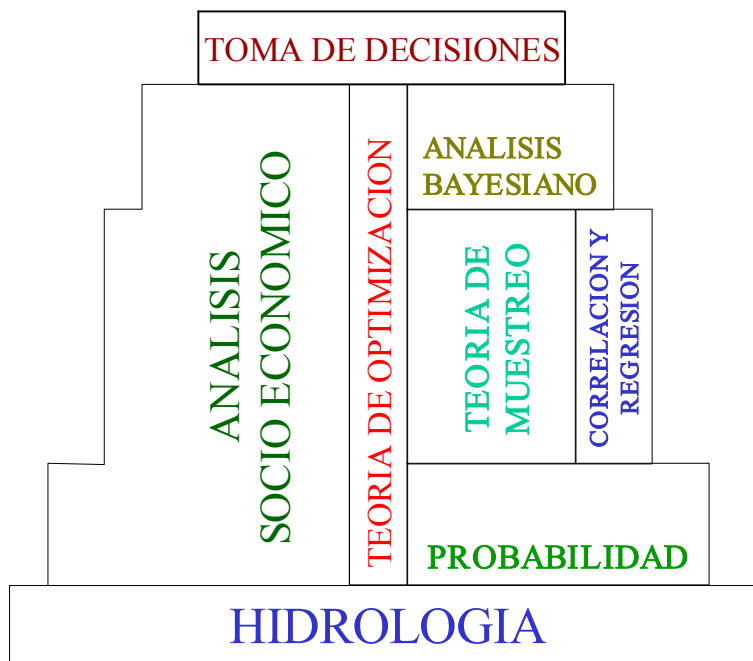 TOMA DE DECISIONES
ANALISIS
SOCIO ECONOMICO
TEORIA DE OPTIMIZACION
ANALISIS
BAYESIANO
TEORIA DE
MUESTREO
CORRELACION Y
REGRESION
PROBABILIDAD
HIDROLOGIA